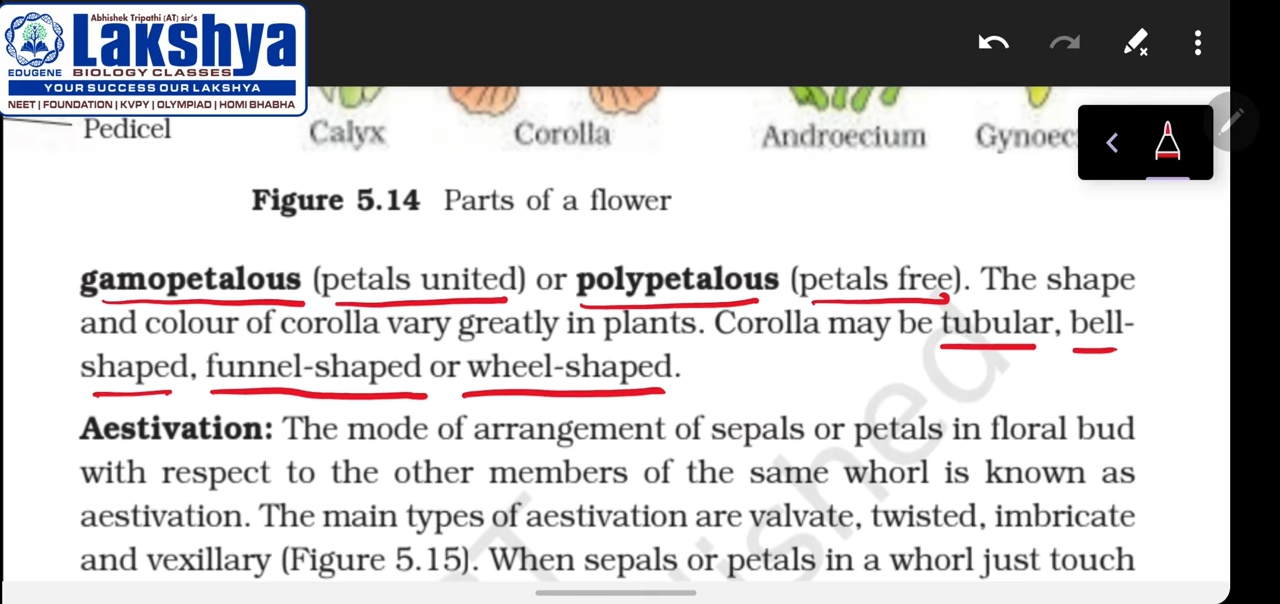 Abhishek Tripathi (AT) sir's
Lakshya
EDUGENE BIOLOGY CLASSES
YOUR SUCCESS OUR LAKSHYA
NEET | FOUNDATION | KVPY | OLYMPIAD | HOMI BHABHA
Pedicel Calyx Corolla Androecium Gynoec
Figure 5.14 Parts of a flower
gamopetalous (petals united) or polypetalous (petals free). The shape
and colour of corolla vary greatly in plants. Corolla may be tubular, bell-
shaped, funnel-shaped or wheel-shaped.
Aestivation: The mode of arrangement of sepals or petals in floral bud
with respect to the other members of the same whorl is known as
aestivation. The main types of aestivation are valvate, twisted, imbricate
and vexillary (Figure 5.15). When sepals or petals in a whorl just touch